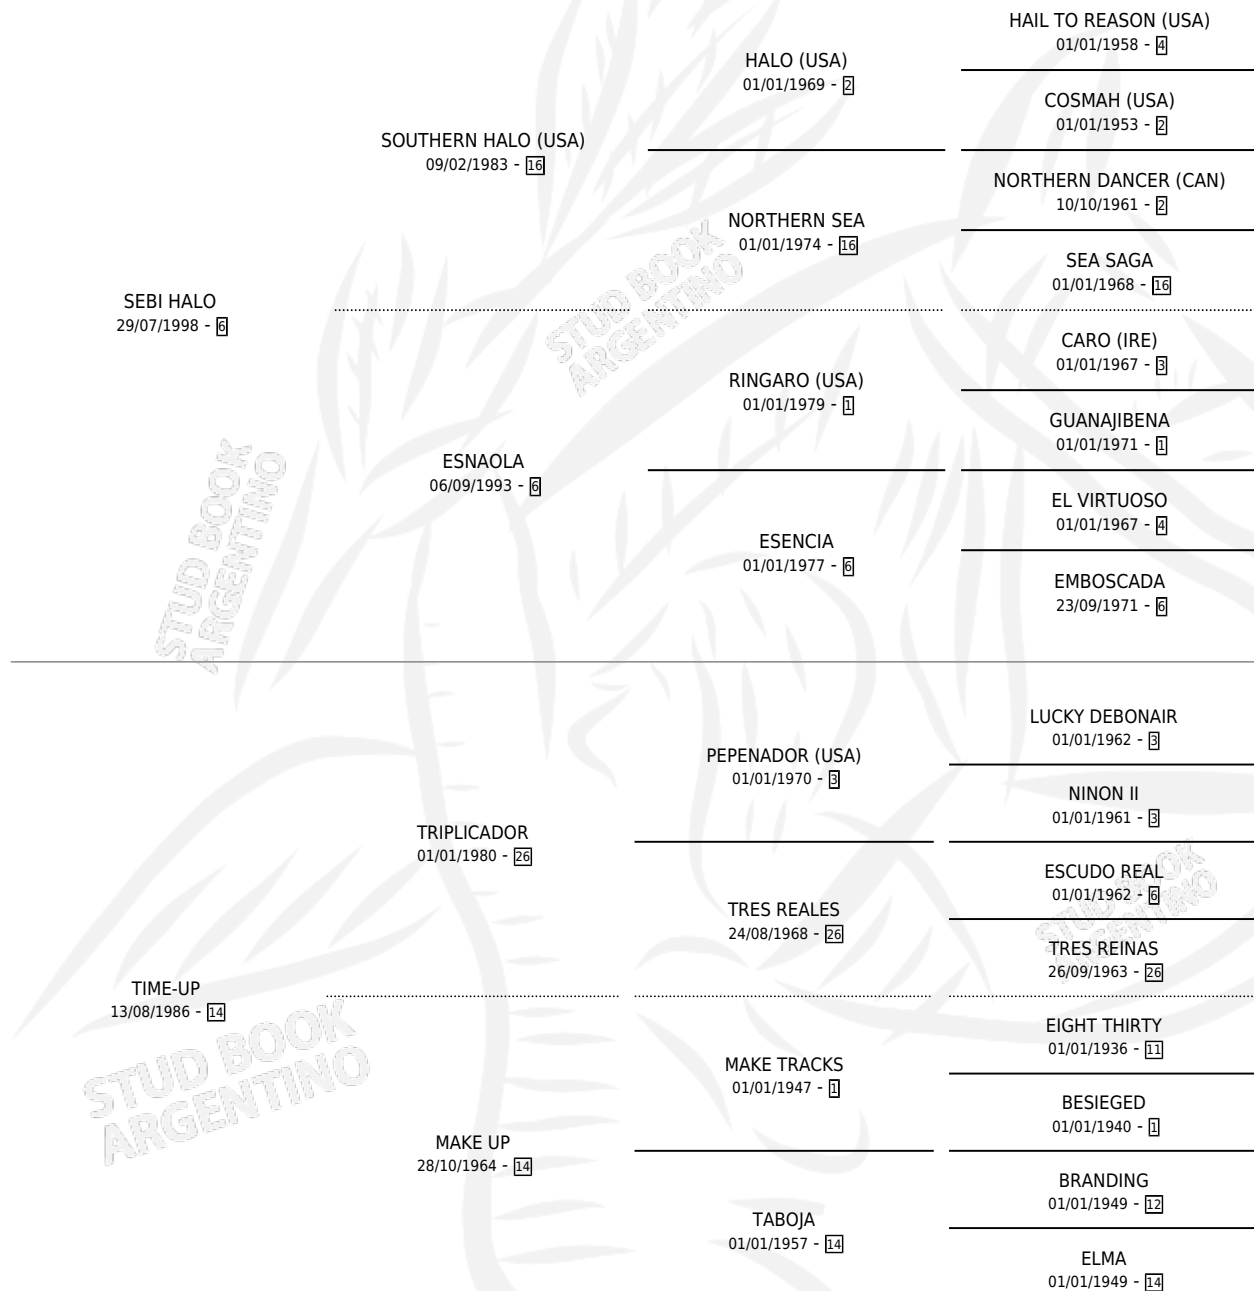 HAIL TO REASON (USA)
01/01/1958 - 4
HALO (USA)
01/01/1969 - 2
COSMAH (USA)
01/01/1953 - 2
SOUTHERN HALO (USA)
09/02/1983 - 16
NORTHERN DANCER (CAN)
10/10/1961 - 2
NORTHERN SEA
01/01/1974 - 16
SEA SAGA
01/01/1968 - 16
SEBI HALO
29/07/1998 - 6
STUD BOOK
ARGENTINO
CARO (IRE)
01/01/1967 - 3
RINGARO (USA)
01/01/1979 - 1
GUANAJIBENA
01/01/1971 - 1
ESNAOLA
06/09/1993 - 6
EL VIRTUOSO
01/01/1967 - 4
ESENCIA
01/01/1977 - 6
EMBOSCADA
23/09/1971 - 6
STUD BOOK
ARGENTINO
LUCKY DEBONAIR
01/01/1962 - 3
PEPENADOR (USA)
01/01/1970 - 3
NINON II
01/01/1961 - 3
TRIPLICADOR
01/01/1980 - 26
ESCUDO REAL
01/01/1962 - 6
TRES REALES
24/08/1968 - 26
TRES REINAS
26/09/1963 - 26
STUD BOOK
ARGENTINO
TIME-UP
13/08/1986 - 14
EIGHT THIRTY
01/01/1936 - 11
MAKE TRACKS
01/01/1947 - 1
BESIEGED
01/01/1940 - 1
STUD BOOK
ARGENTINO
MAKE UP
28/10/1964 - 14
BRANDING
01/01/1949 - 12
TABOJA
01/01/1957 - 14
ELMA
01/01/1949 - 14